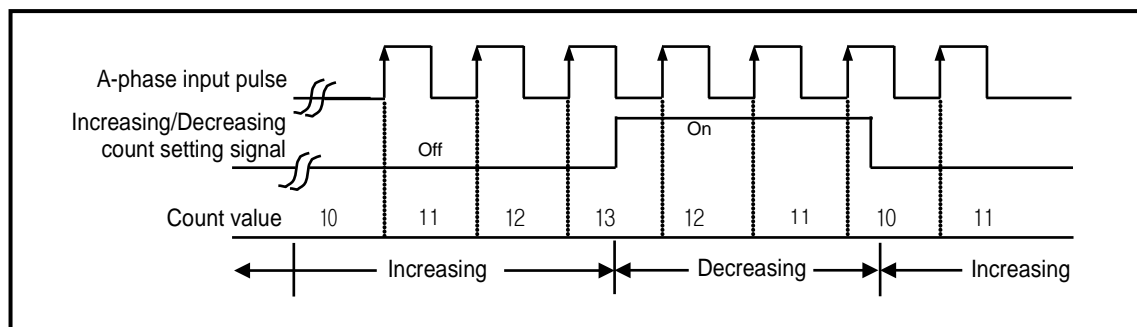 A-phase input pulse
Increasing/Decreasing
count setting signal
On
Off
Count value 10 11 12 13 12 11 10 11
Increasing Decreasing Increasing